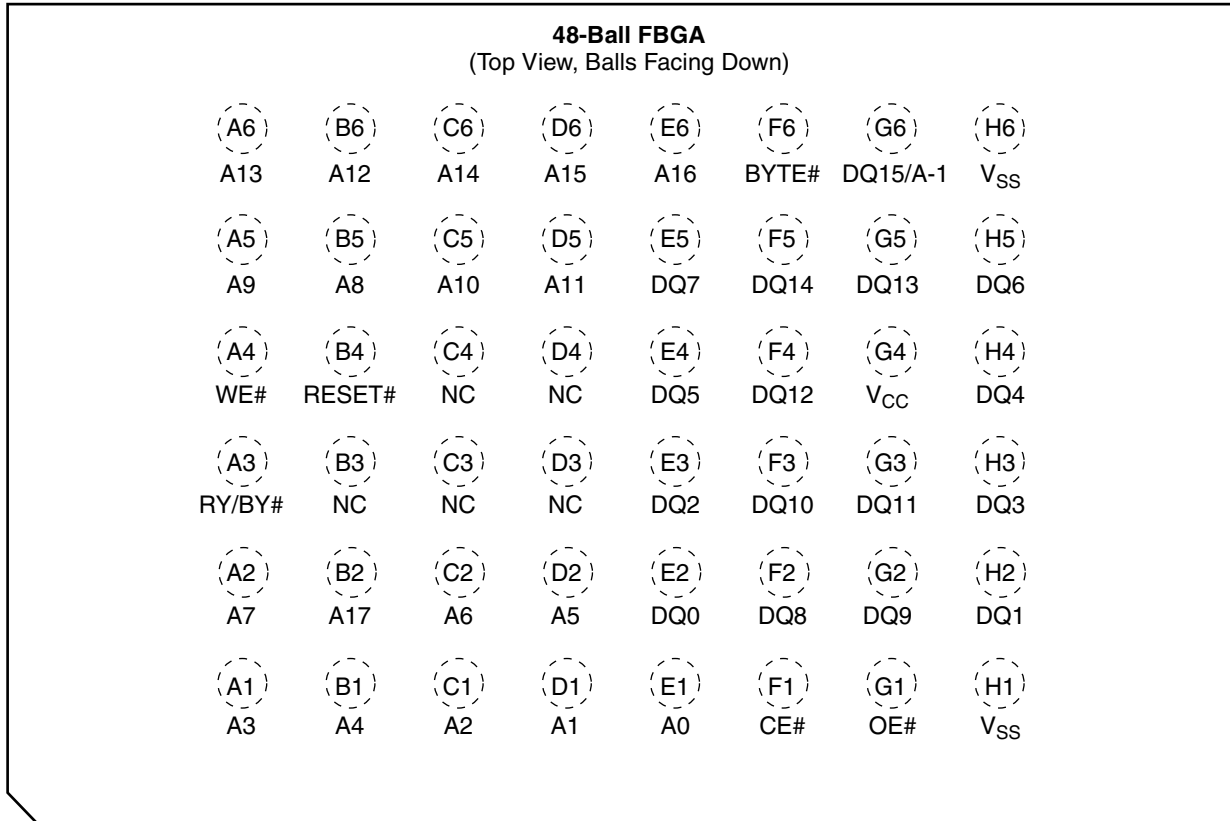 48-Ball FBGA
(Top View, Balls Facing Down)
A6 B6 C6 D6 E6 F6 G6 H6
A13 A12 A14 A15 A16 BYTE# DQ15/A-1 VSS
A5 B5 C5 D5 E5 F5 G5 H5
A9 A8 A10 A11 DQ7 DQ14 DQ13 DQ6
A4 B4 C4 D4 E4 F4 G4 H4
WE# RESET# NC NC DQ5 DQ12 VCC DQ4
A3 B3 C3 D3 E3 F3 G3 H3
RY/BY# NC NC NC DQ2 DQ10 DQ11 DQ3
A2 B2 C2 D2 E2 F2 G2 H2
A7 A17 A6 A5 DQ0 DQ8 DQ9 DQ1
A1 B1 C1 D1 E1 F1 G1 H1
A3 A4 A2 A1 A0 CE# OE# VSS